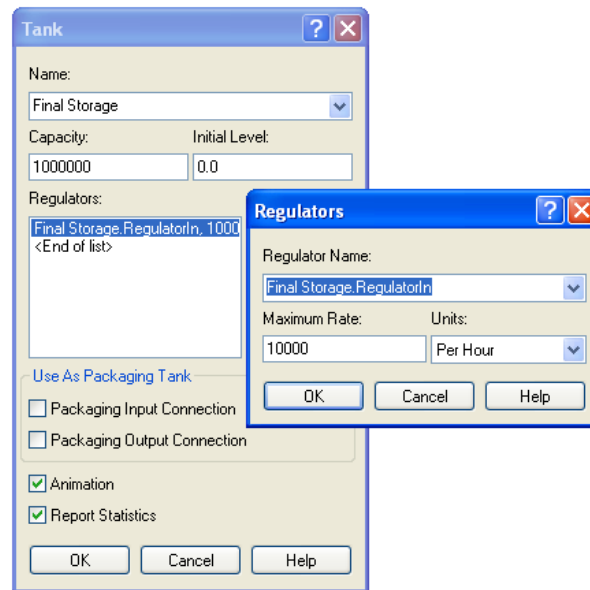 Tank
Name:
Final Storage
Capacity: Initial Level:
1000000 0.0
Regulators:
Final Storage.RegulatorIn, 1000
<End of list>
Use As Packaging Tank
Packaging Input Connection
Packaging Output Connection
Animation
Report Statistics
OK Cancel Help
Regulators
Regulator Name:
Final Storage.RegulatorIn
Maximum Rate: Units:
10000 Per Hour
OK Cancel Help